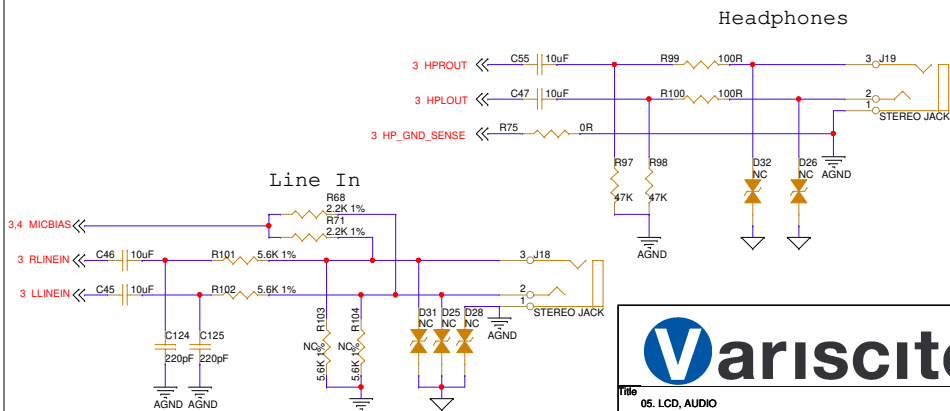 Headphones
3 HPROUT
C55
10uF
R99
100R
3
J19
3 HPLOUT
C47
10uF
R100
100R
2
1
STEREO JACK
3 HP_GND_SENSE
R75
0R
AGND
R97
47K
R98
47K
D32
NC
D26
NC
AGND
Line In
R68
2.2K 1%
R71
2.2K 1%
3,4 MICBIAS
3 RLINEIN
C46
10uF
R101
5.6K 1%
3
J18
3 LLINEIN
C45
10uF
R102
5.6K 1%
2
1
STEREO JACK
AGND
C124
220pF
C125
220pF
R103
NC
5.6K 1%
R104
NC
5.6K 1%
D31
NC
D25
NC
D28
NC
AGND
AGND
AGND
Variscite
Title
05. LCD, AUDIO